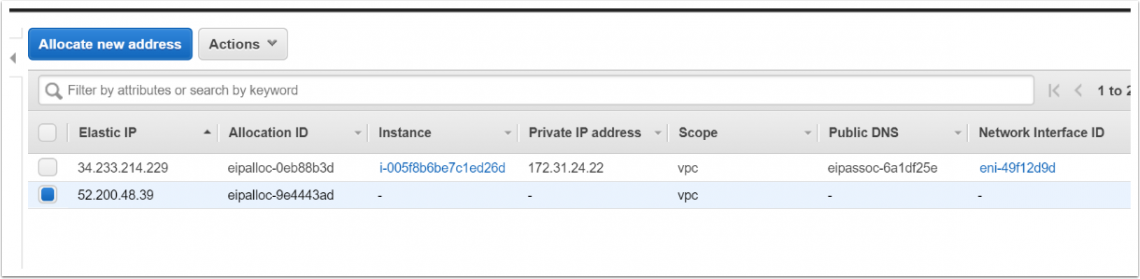 Allocate new address Actions
Filter by attributes or search by keyword 1 to
Elastic IP Allocation ID Instance Private IP address Scope Public DNS Network Interface ID
34.233.214.229 eipalloc-0eb88b3d i-005f8b6be7c1ed26d 172.31.24.22 vpc eipassoc-6a1df25e eni-49f12d9d
52.200.48.39 eipalloc-9e4443ad - - vpc - -